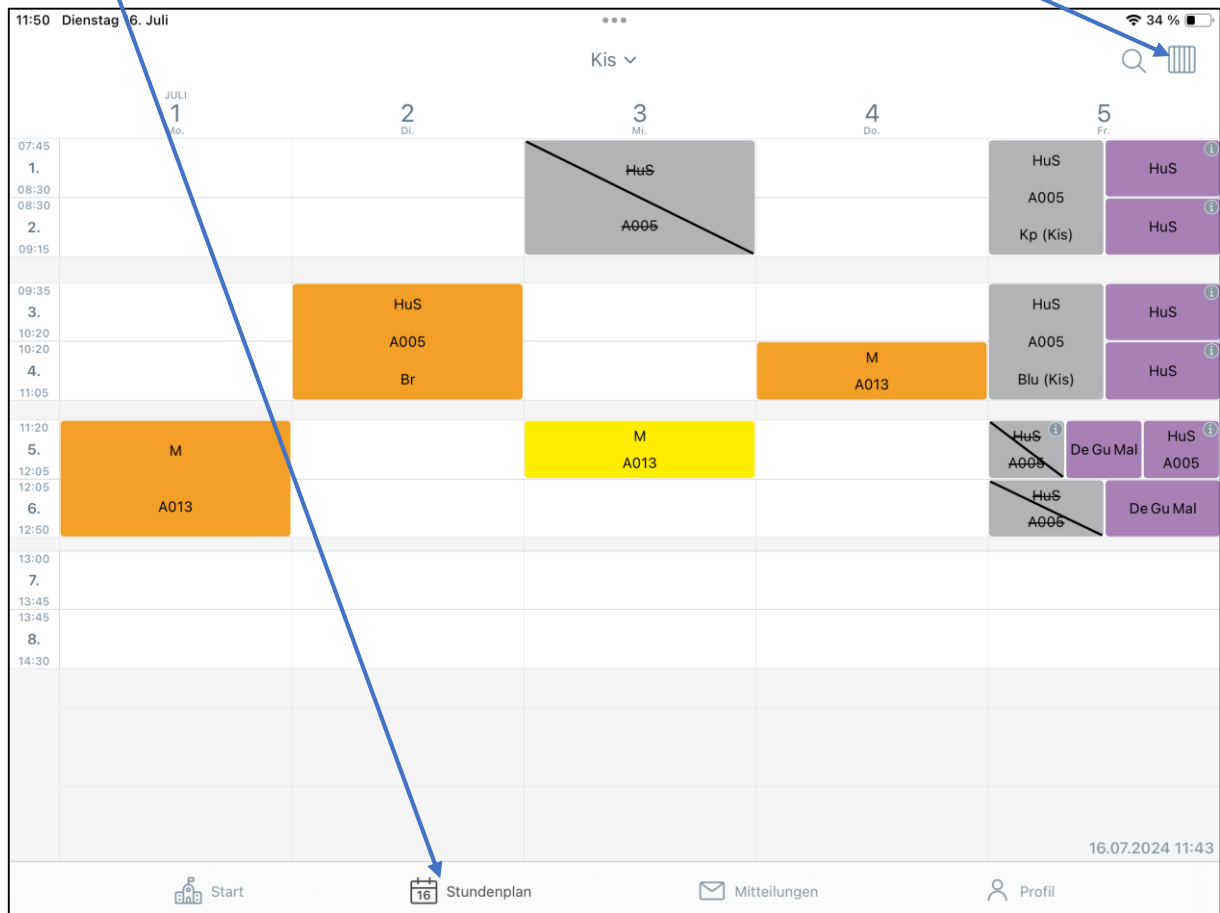 11:50 Dienstag 16. Juli
34 %
Kis
JULI
1
Mo.
2
Di.
3
Mi.
4
Do.
5
Fr.
07:45
1.
08:30
08:30
2.
09:15
09:35
3.
10:20
10:20
4.
11:05
11:20
5.
12:05
12:05
6.
12:50
13:00
7.
13:45
13:45
8.
14:30
M
A013
HuS
A005
Br
HuS
A005
M
A013
M
A013
HuS
A005
Kp (Kis)
HuS
HuS
HuS
A005
Blu (Kis)
HuS
HuS
HuS
A005
De Gu Mal
HuS
A005
HuS
A005
De Gu Mal
16.07.2024 11:43
Start
16
Stundenplan
Mitteilungen
Profil